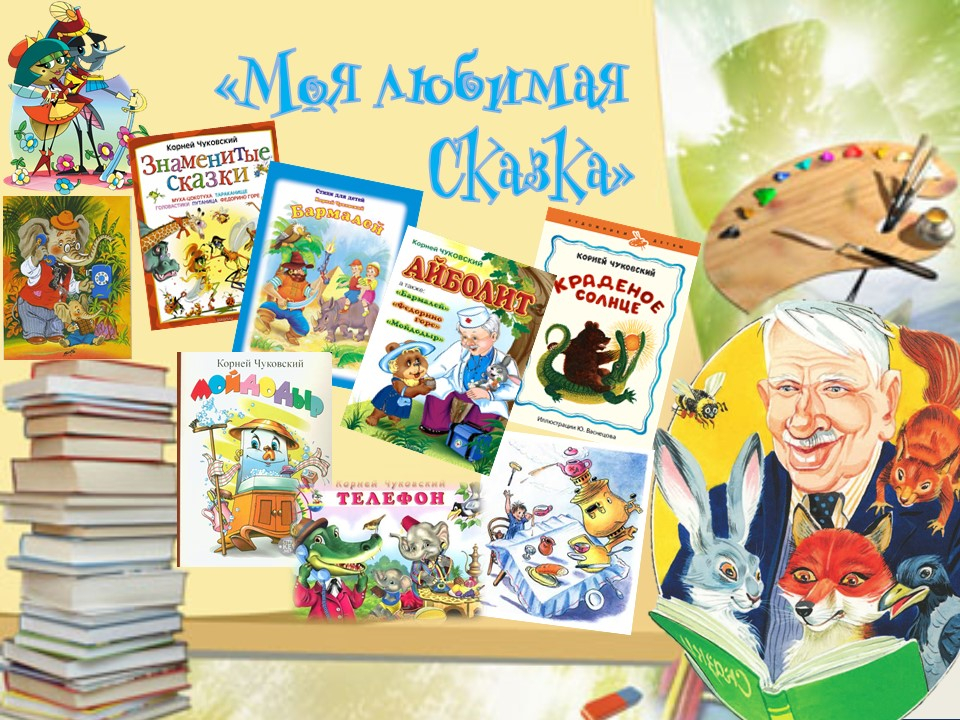 «Моя любимая
Сказка»
Корней Чуковский
Знаменитые
сказки
МУХА-ЦОКОТУХА ТАРАКАНИЩЕ
ГОЛОВАСТИКИ ПУТАНИЦА ФЕДОРИНО ГОРЕ
Стихи для детей
Корней Чуковский
Бармалей
Корней ЧУКОВСКИЙ
АЙБОЛИТ
а также:
«Бармалей»
«Федорино
горе»
«Мойдодыр»
ХУДОЖНИКИ ДЕТЯМ
КОРНЕЙ ЧУКОВСКИЙ
КРАДЕНОЕ
СОЛНЦЕ
Иллюстрации Ю. Васнецова
Корней Чуковский
МОЙДОДЫР
Корней Чуковский
ТЕЛЕФОН
Сказки